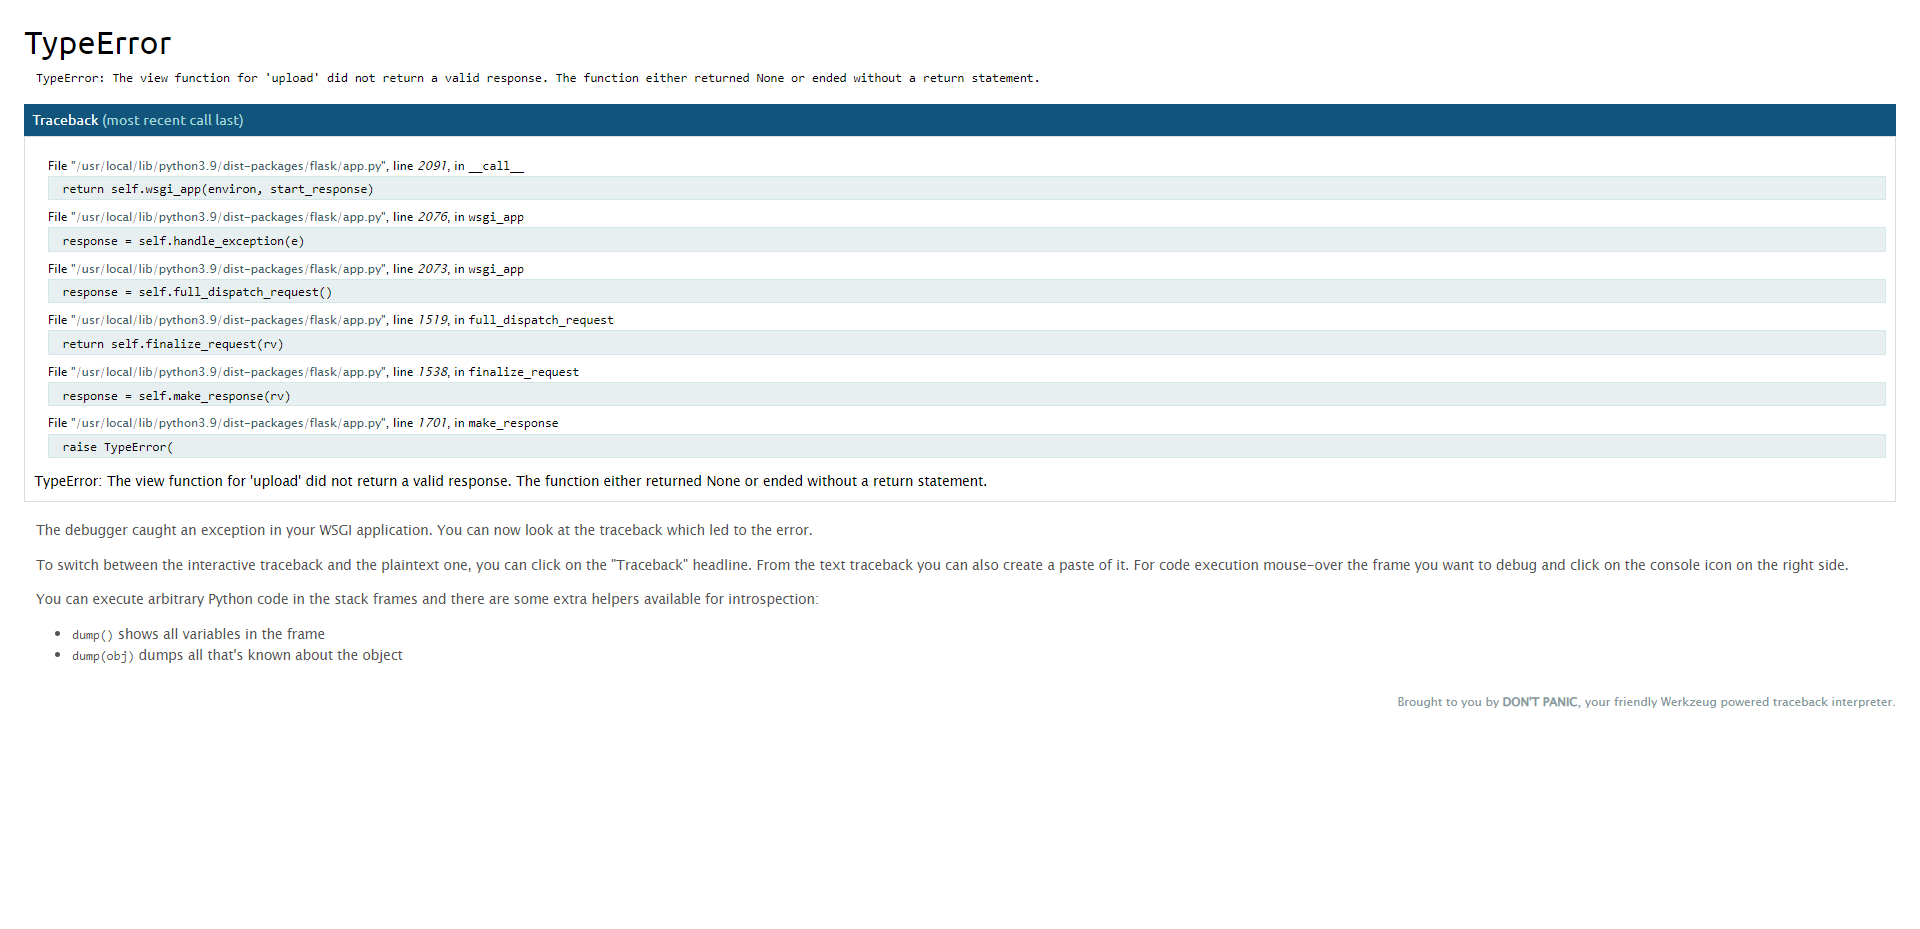 TypeError
TypeError: The view function for 'upload' did not return a valid response. The function either returned None or ended without a return statement.
Traceback (most recent call last)
File "/usr/local/lib/python3.9/dist-packages/flask/app.py", line 2091, in __call__
return self.wsgi_app(environ, start_response)
File "/usr/local/lib/python3.9/dist-packages/flask/app.py", line 2076, in wsgi_app
response = self.handle_exception(e)
File "/usr/local/lib/python3.9/dist-packages/flask/app.py", line 2073, in wsgi_app
response = self.full_dispatch_request()
File "/usr/local/lib/python3.9/dist-packages/flask/app.py", line 1519, in full_dispatch_request
return self.finalize_request(rv)
File "/usr/local/lib/python3.9/dist-packages/flask/app.py", line 1538, in finalize_request
response = self.make_response(rv)
File "/usr/local/lib/python3.9/dist-packages/flask/app.py", line 1701, in make_response
raise TypeError(
TypeError: The view function for 'upload' did not return a valid response. The function either returned None or ended without a return statement.
The debugger caught an exception in your WSGI application. You can now look at the traceback which led to the error.
To switch between the interactive traceback and the plaintext one, you can click on the "Traceback" headline. From the text traceback you can also create a paste of it. For code execution mouse-over the frame you want to debug and click on the console icon on the right side.
You can execute arbitrary Python code in the stack frames and there are some extra helpers available for introspection:
• dump() shows all variables in the frame
• dump(obj) dumps all that's known about the object
Brought to you by DON'T PANIC, your friendly Werkzeug powered traceback interpreter.